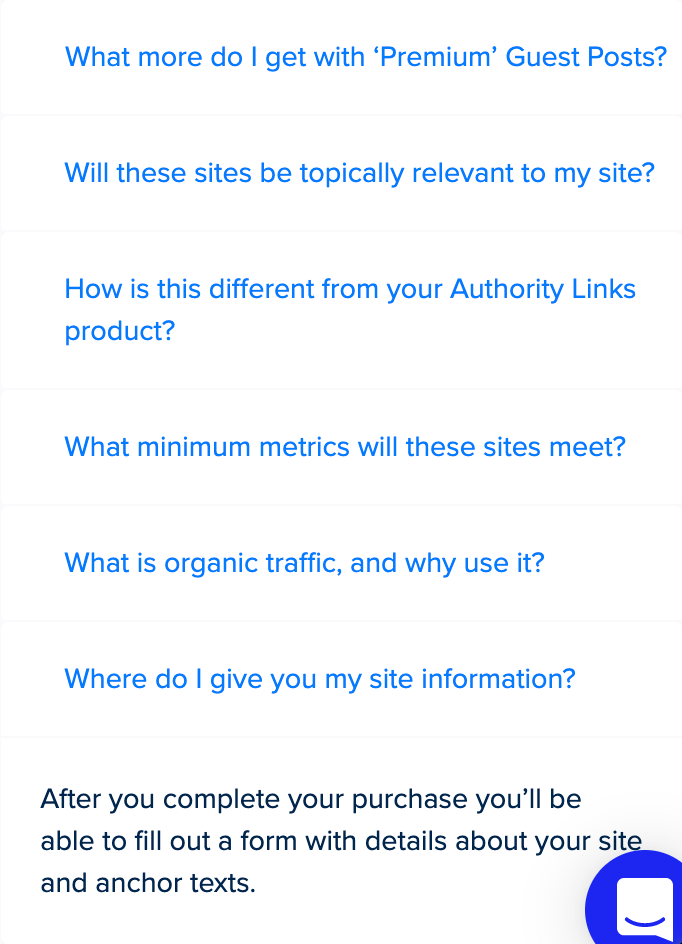 What more do I get with ‘Premium’ Guest Posts?
Will these sites be topically relevant to my site?
How is this different from your Authority Links
product?
What minimum metrics will these sites meet?
What is organic traffic, and why use it?
Where do I give you my site information?
After you complete your purchase you’ll be
able to fill out a form with details about your site
and anchor texts.